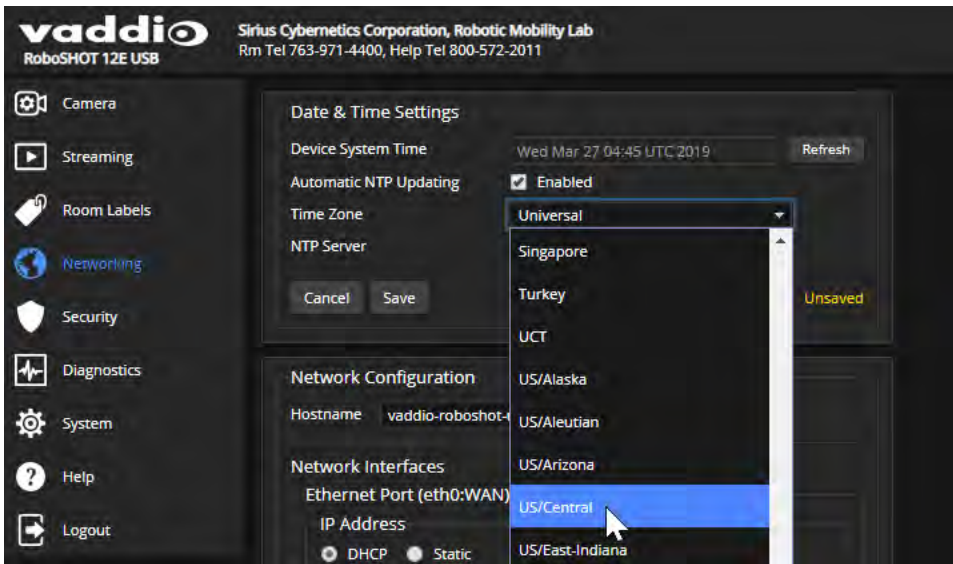 vaddio
RoboSHOT 12E USB
Sirius Cybernetics Corporation, Robotic Mobility Lab
Rm Tel 763-971-4400, Help Tel 800-572-2011
Camera
Streaming
Room Labels
Networking
Security
Diagnostics
System
Help
Logout
Date & Time Settings
Device System Time Wed Mar 27 04:45 UTC 2019 Refresh
Automatic NTP Updating Enabled
Time Zone Universal
NTP Server
Singapore
Turkey
UCT
US/Alaska
US/Aleutian
US/Arizona
US/Central
US/East-Indiana
Cancel Save Unsaved
Network Configuration
Hostname vaddio-roboshot-
Network Interfaces
Ethernet Port (eth0:WAN)
IP Address
DHCP Static